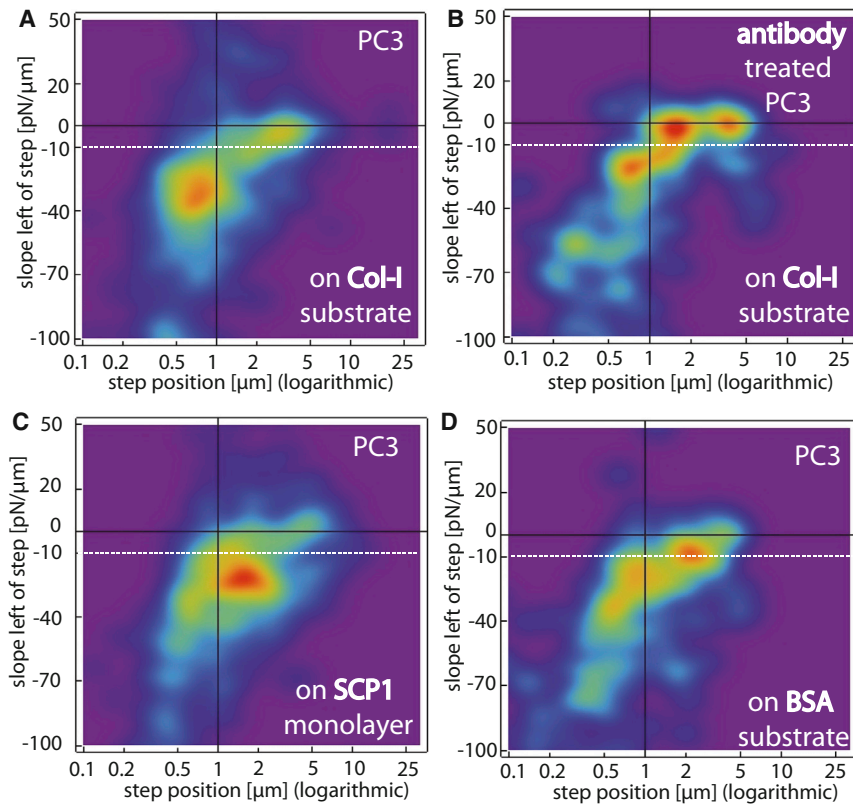 A
50
20
0
-10
-40
-70
-100
slope left of step [pN/µm]
PC3
on Col-I
substrate
0.1 0.2 0.5 1 2 5 10 25
step position [µm] (logarithmic)
B
50
20
0
-10
-40
-70
-100
slope left of step [pN/µm]
antibody
treated
PC3
on Col-I
substrate
0.1 0.2 0.5 1 2 5 10 25
step position [µm] (logarithmic)
C
50
20
0
-10
-40
-70
-100
slope left of step [pN/µm]
PC3
on SCP1
monolayer
0.1 0.2 0.5 1 2 5 10 25
step position [µm] (logarithmic)
D
50
20
0
-10
-40
-70
-100
slope left of step [pN/µm]
PC3
on BSA
substrate
0.1 0.2 0.5 1 2 5 10 25
step position [µm] (logarithmic)